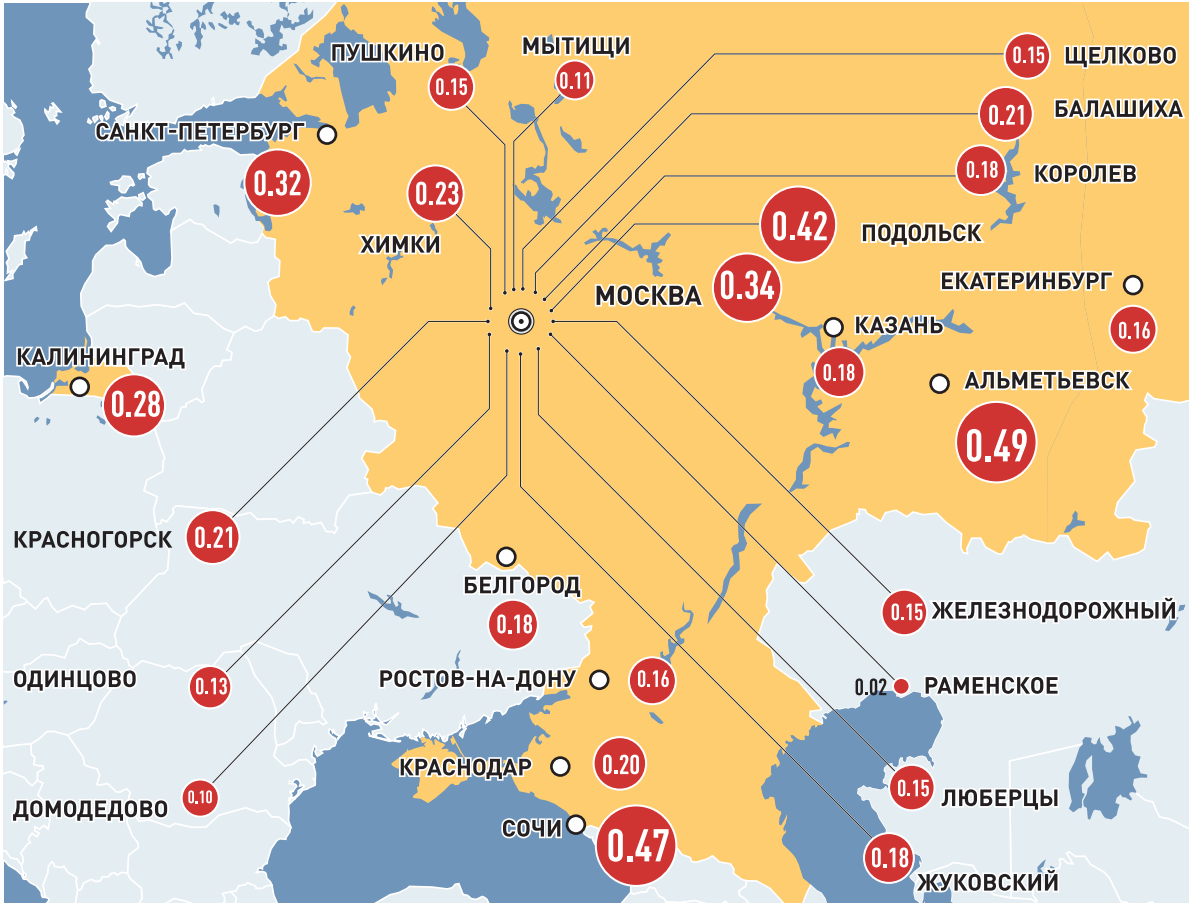 ПУШКИНО
0.15
МЫТИЩИ
0.11
0.15
ЩЕЛКОВО
САНКТ-ПЕТЕРБУРГ
0.32
0.21
БАЛАШИХА
0.23
ХИМКИ
0.18
КОРОЛЕВ
0.42
ПОДОЛЬСК
МОСКВА
0.34
ЕКАТЕРИНБУРГ
0.16
КАЗАНЬ
0.18
КАЛИНИНГРАД
0.28
АЛЬМЕТЬЕВСК
0.49
КРАСНОГОРСК
0.21
БЕЛГОРОД
0.18
0.15
ЖЕЛЕЗНОДОРОЖНЫЙ
ОДИНЦОВО
0.13
РОСТОВ-НА-ДОНУ
0.16
0.02
РАМЕНСКОЕ
КРАСНОДАР
0.20
ДОМОДЕДОВО
0.10
0.15
ЛЮБЕРЦЫ
СОЧИ
0.47
0.18
ЖУКОВСКИЙ